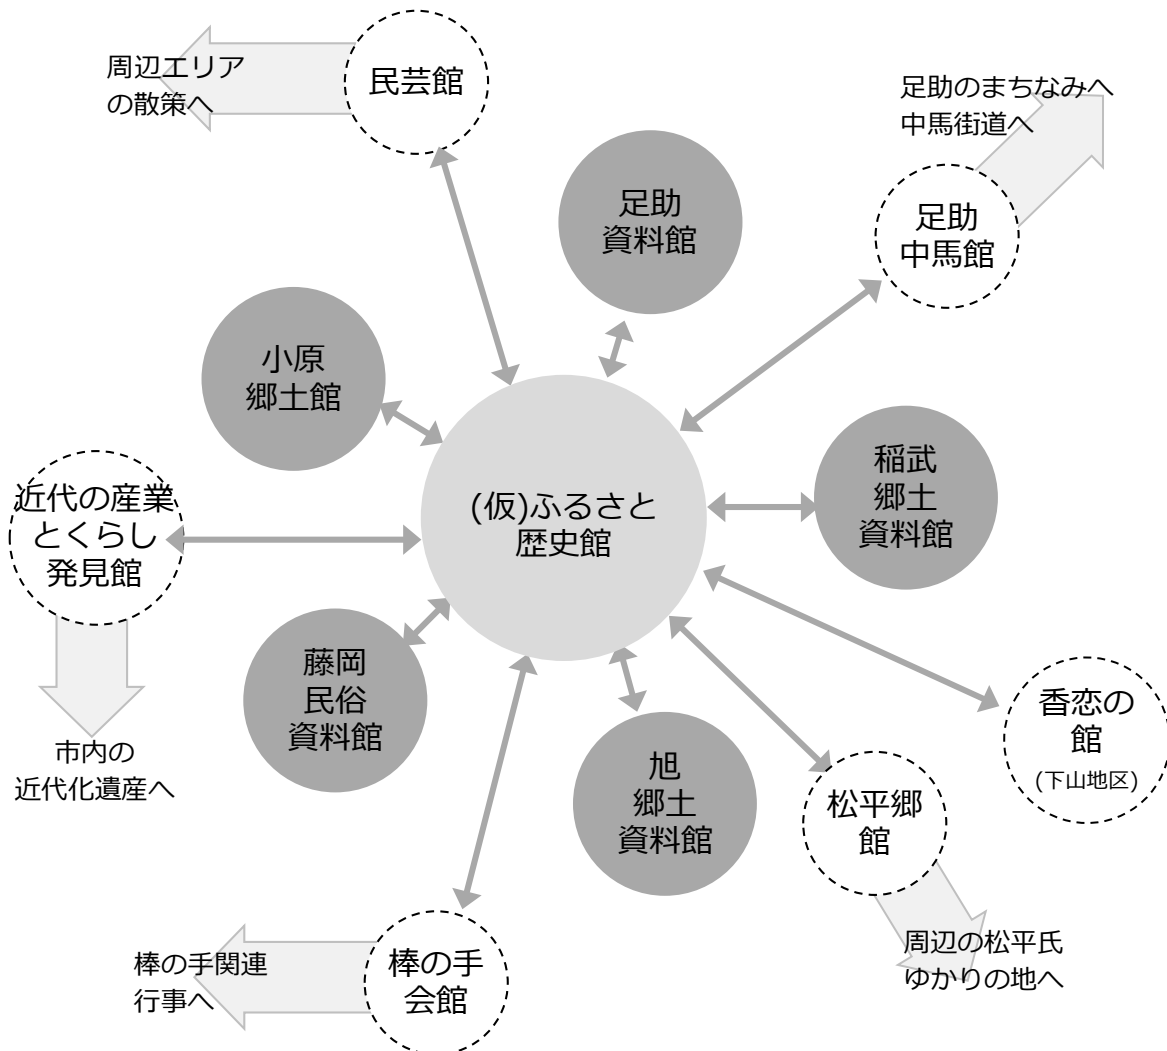 周辺エリア
の散策へ
民芸館
足助のまちなみへ
中馬街道へ
足助
資料館
足助
中馬館
小原
郷土館
稲武
郷土
資料館
近代の産業
とくらし
発見館
(仮)ふるさと
歴史館
藤岡
民俗
資料館
香恋の
館
(下山地区)
市内の
近代化遺産へ
旭
郷土
資料館
松平郷
館
棒の手関連
行事へ
棒の手
会館
周辺の松平氏
ゆかりの地へ